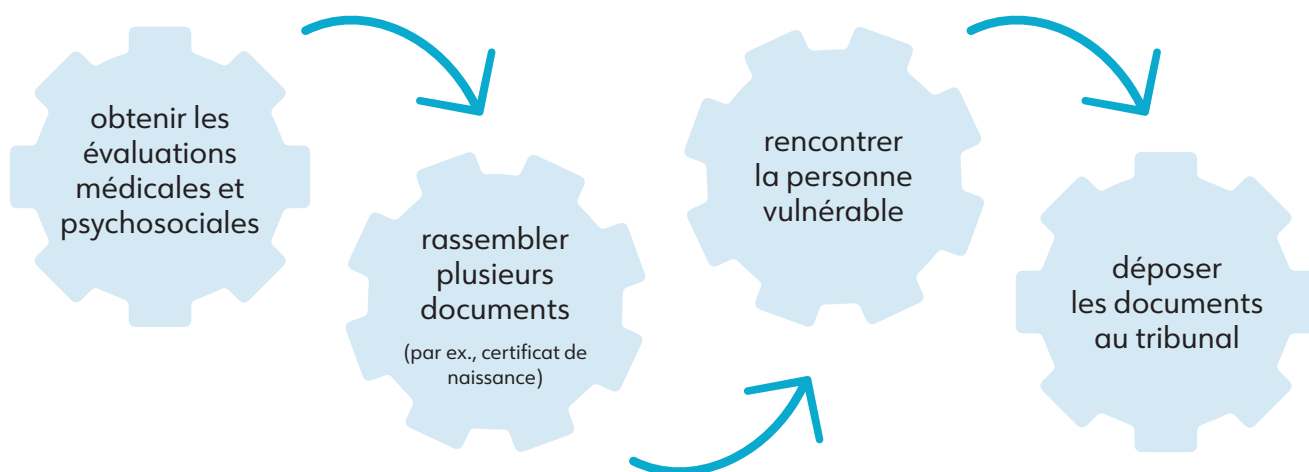 obtenir les
évaluations
médicales et
psychosociales
rassembler
plusieurs
documents
(par ex., certificat de
naissance)
rencontrer
la personne
vulnérable
déposer
les documents
au tribunal